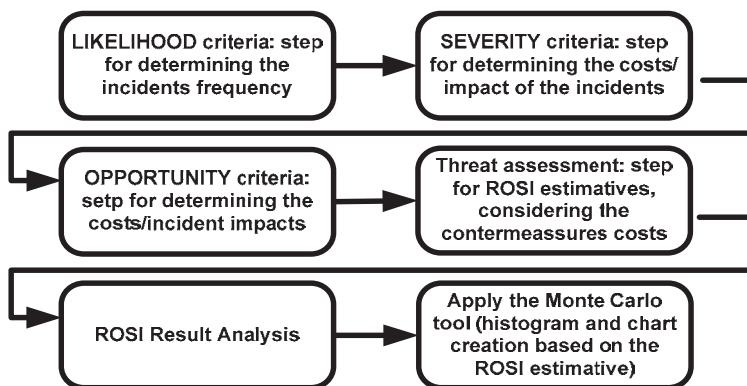 LIKELIHOOD criteria: step
for determining the
incidents frequency
SEVERITY criteria: step
for determining the costs/
impact of the incidents
OPPORTUNITY criteria:
setp for determining the
costs/incident impacts
Threat assessment: step
for ROSI estimatives,
considering the
contermeassures costs
ROSI Result Analysis
Apply the Monte Carlo
tool (histogram and chart
creation based on the
ROSI estimative)